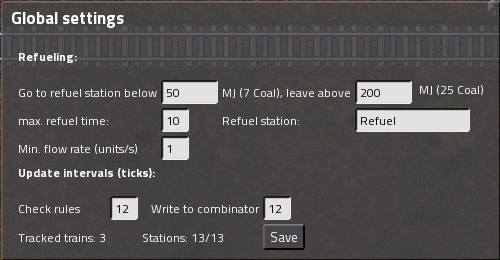 Global settings
Refueling:
Go to refuel station below 50 MJ (7 Coal), leave above 200 MJ (25 Coal)
max. refuel time: 10 Refuel station: Refuel
Min. flow rate (units/s) 1
Update intervals (ticks):
Check rules 12 Write to combinator 12
Tracked trains: 3 Stations: 13/13 Save